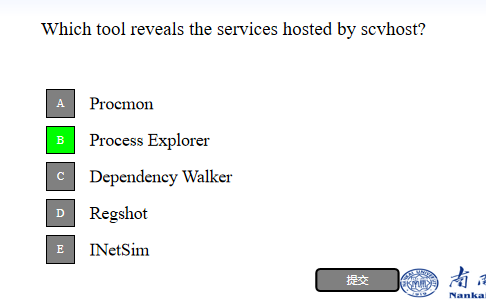 Which tool reveals the services hosted by scvhost?
A Procmon
B Process Explorer
C Dependency Walker
D Regshot
E INetSim
提交
南
Nankai